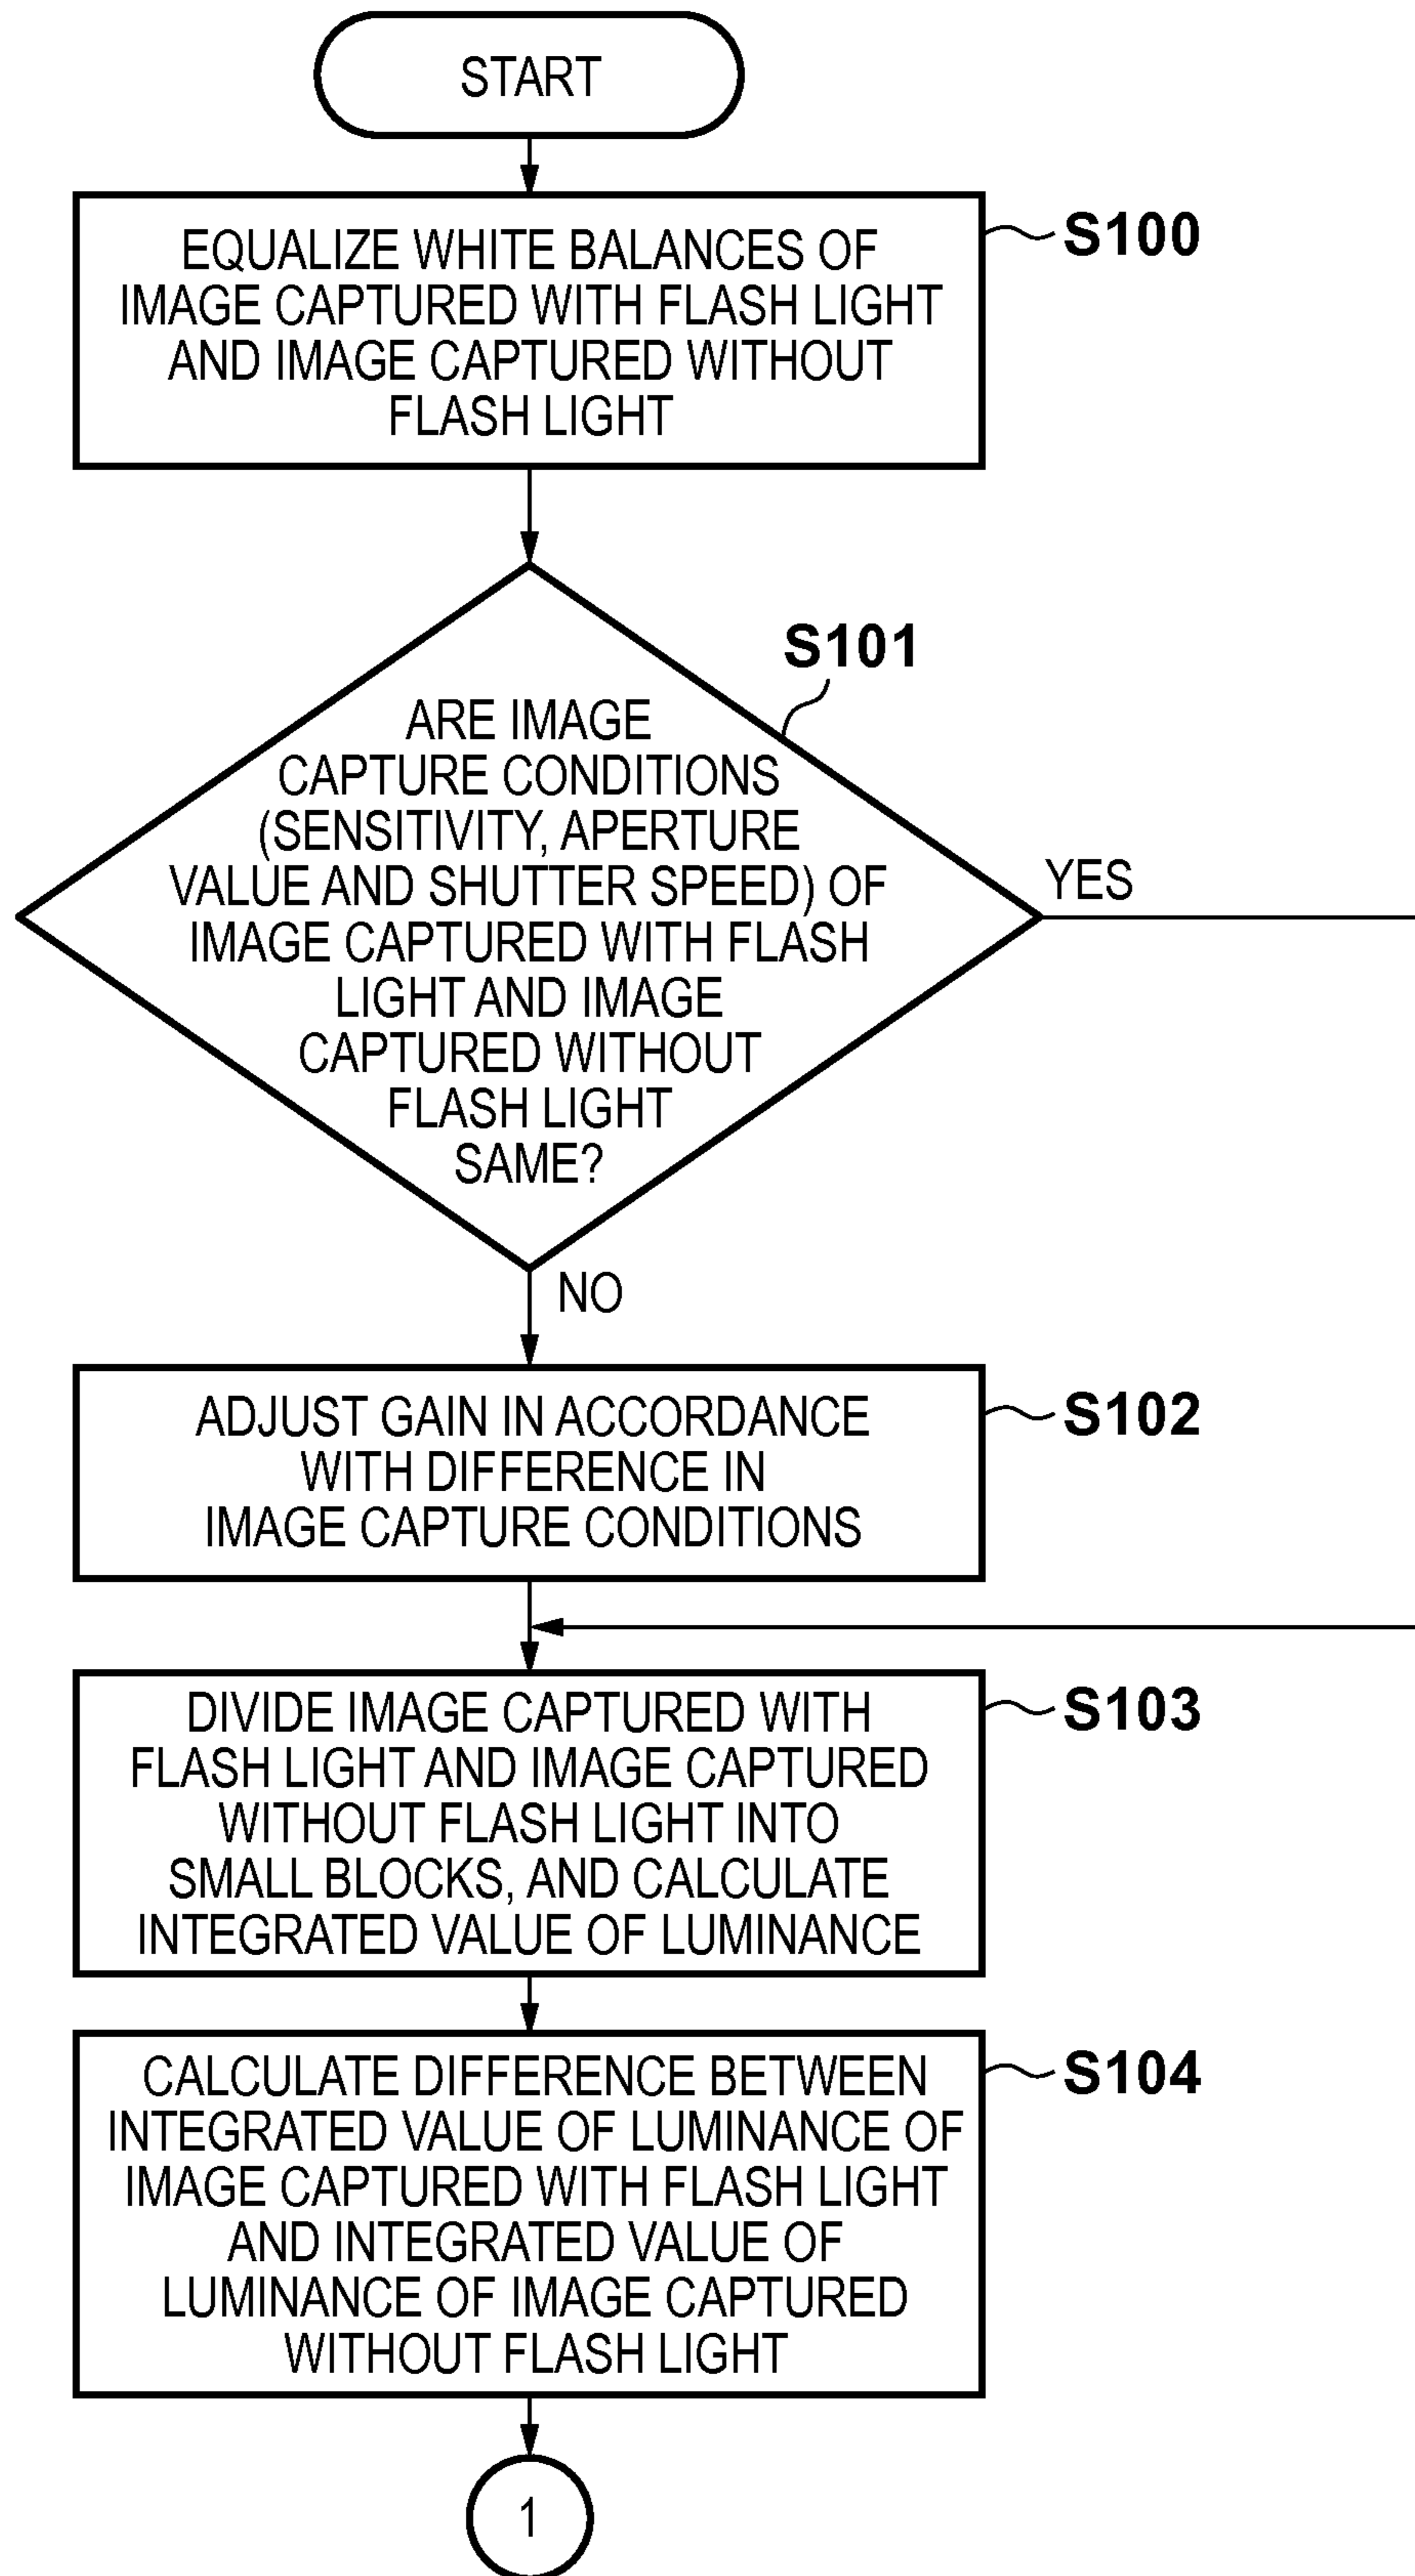 START
EQUALIZE WHITE BALANCES OF
IMAGE CAPTURED WITH FLASH LIGHT
AND IMAGE CAPTURED WITHOUT
FLASH LIGHT
S100
S101
ARE IMAGE
CAPTURE CONDITIONS
(SENSITIVITY, APERTURE
VALUE AND SHUTTER SPEED) OF
IMAGE CAPTURED WITH FLASH
LIGHT AND IMAGE
CAPTURED WITHOUT
FLASH LIGHT
SAME?
YES
NO
ADJUST GAIN IN ACCORDANCE
WITH DIFFERENCE IN
IMAGE CAPTURE CONDITIONS
S102
DIVIDE IMAGE CAPTURED WITH
FLASH LIGHT AND IMAGE CAPTURED
WITHOUT FLASH LIGHT INTO
SMALL BLOCKS, AND CALCULATE
INTEGRATED VALUE OF LUMINANCE
S103
CALCULATE DIFFERENCE BETWEEN
INTEGRATED VALUE OF LUMINANCE OF
IMAGE CAPTURED WITH FLASH LIGHT
AND INTEGRATED VALUE OF
LUMINANCE OF IMAGE CAPTURED
WITHOUT FLASH LIGHT
S104
1